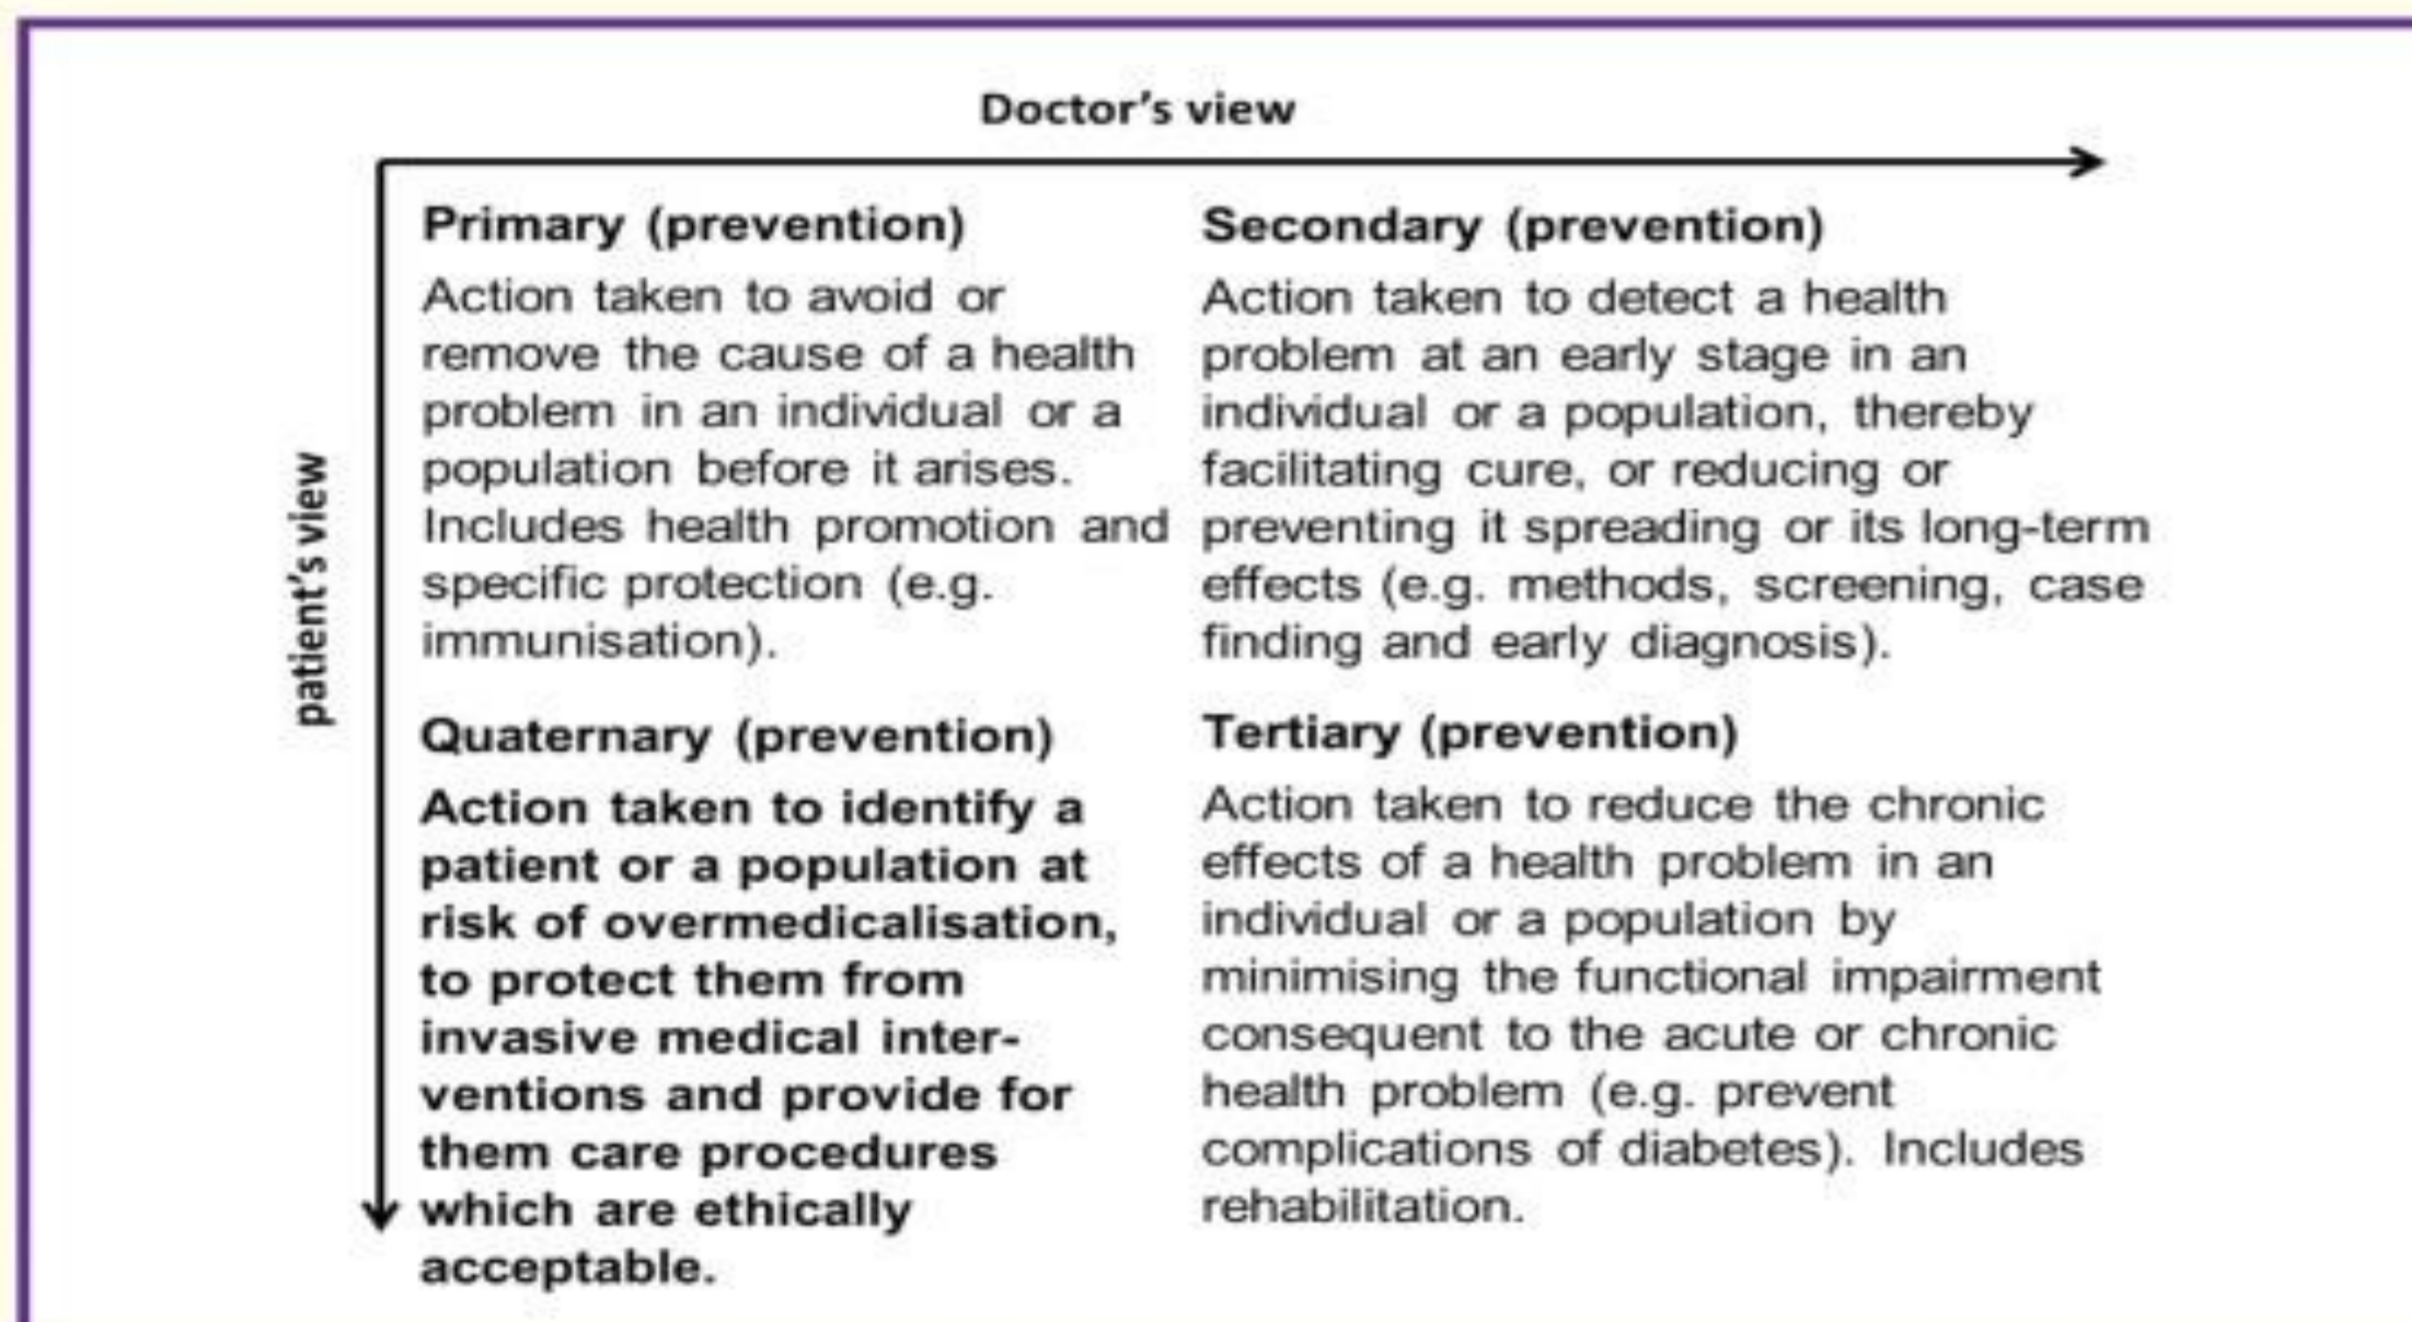 Doctor's view
patient's view
Primary (prevention)
Action taken to avoid or
remove the cause of a health
problem in an individual or a
population before it arises.
Includes health promotion and
specific protection (e.g.
immunisation).
Secondary (prevention)
Action taken to detect a health
problem at an early stage in an
individual or a population, thereby
facilitating cure, or reducing or
preventing it spreading or its long-term
effects (e.g. methods, screening, case
finding and early diagnosis).
Quaternary (prevention)
Action taken to identify a
patient or a population at
risk of overmedicalisation,
to protect them from
invasive medical inter-
ventions and provide for
them care procedures
which are ethically
acceptable.
Tertiary (prevention)
Action taken to reduce the chronic
effects of a health problem in an
individual or a population by
minimising the functional impairment
consequent to the acute or chronic
health problem (e.g. prevent
complications of diabetes). Includes
rehabilitation.